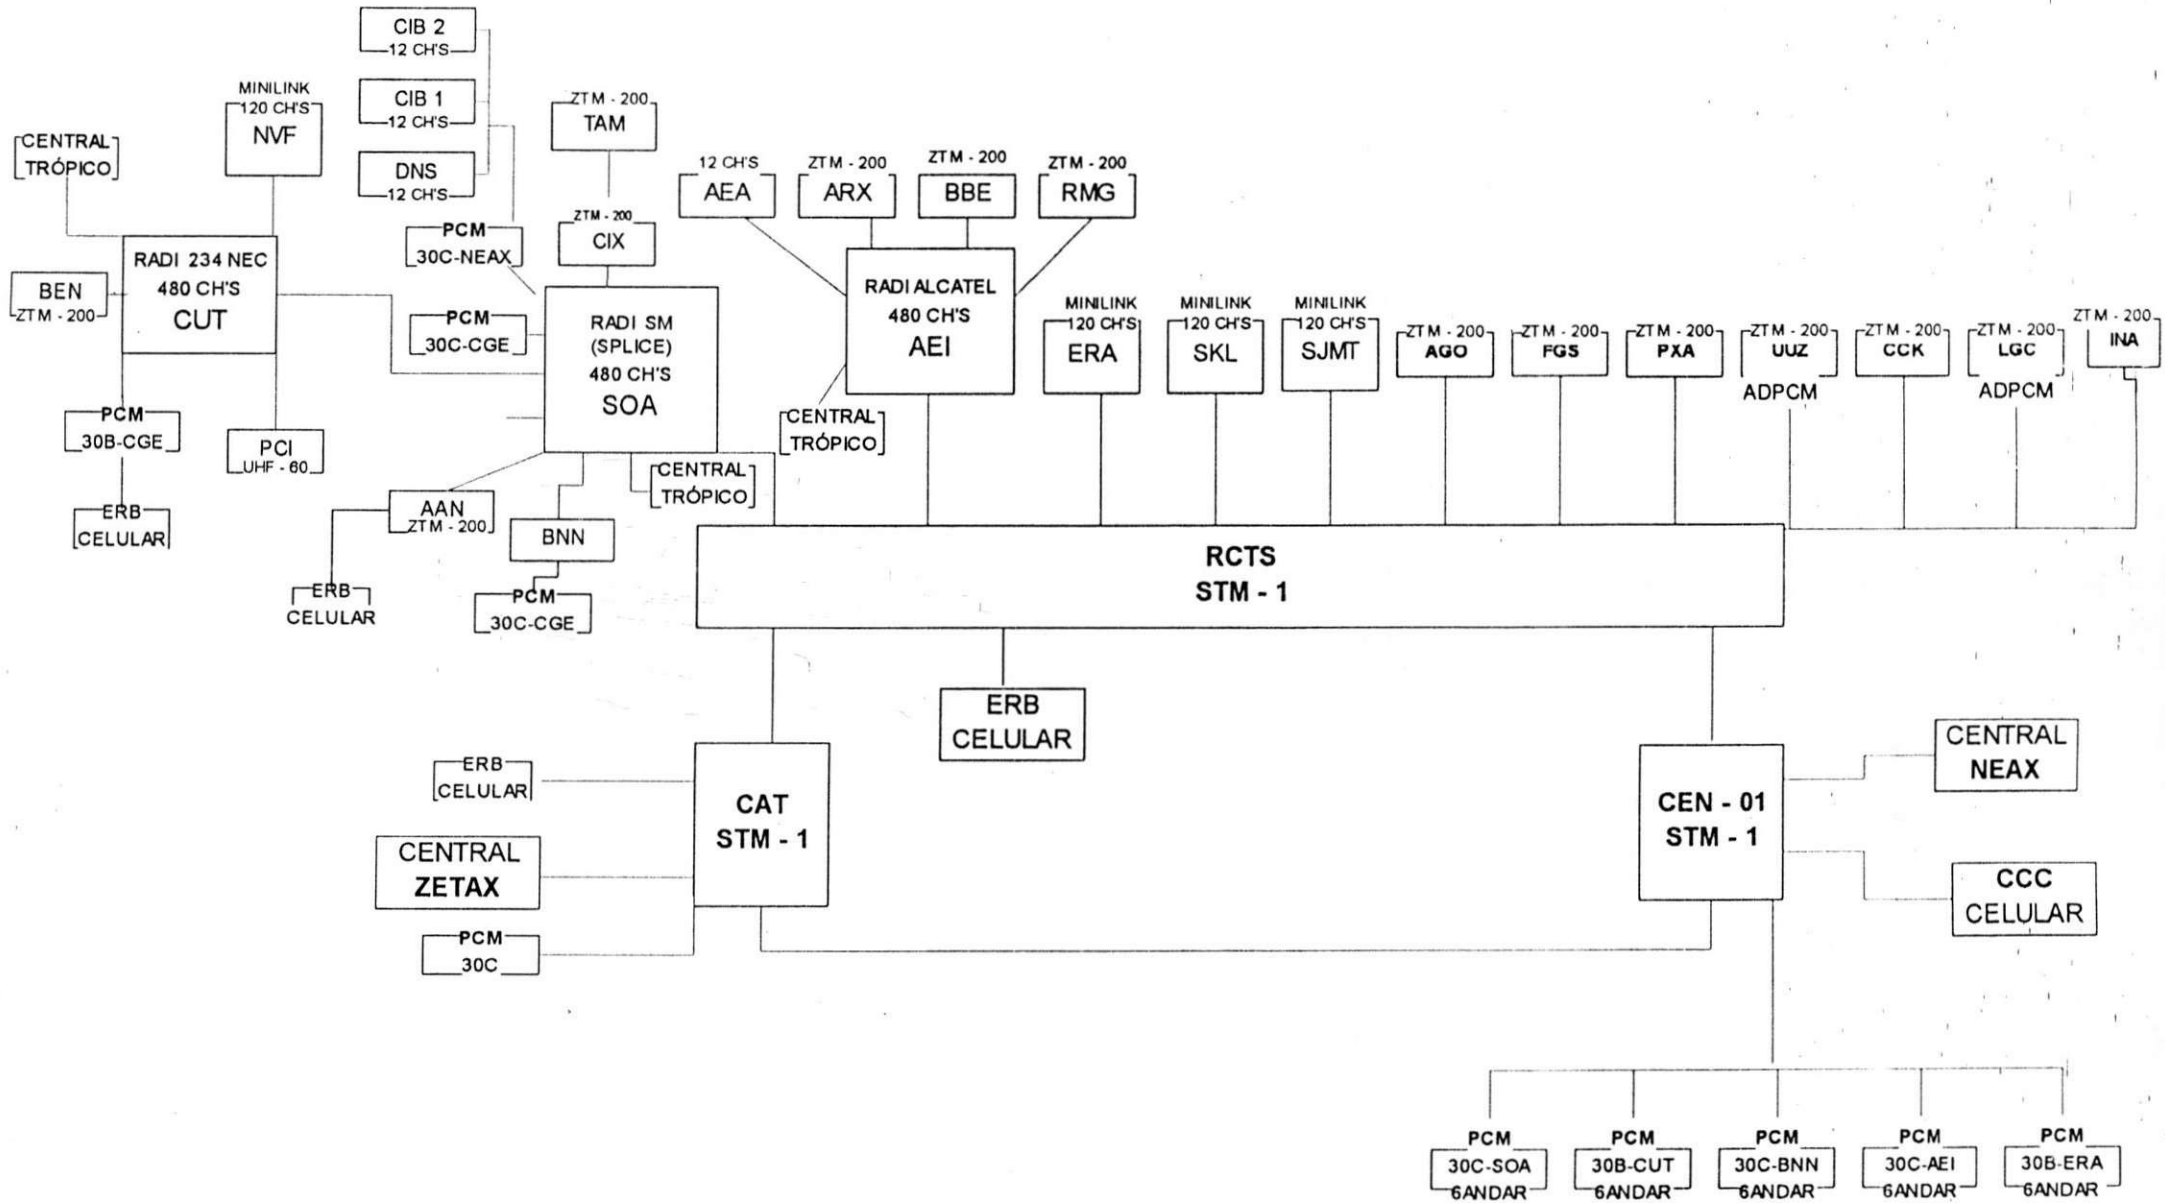 CIB 2
12 CH'S
MINILINK
120 CH'S
NVF
CIB 1
12 CH'S
ZTM - 200
TAM
CENTRAL
TRÓPICO
DNS
12 CH'S
12 CH'S
AEA
ZTM - 200
ARX
ZTM - 200
BBE
ZTM - 200
RMG
PCM
30C-NEAX
ZTM - 200
CIX
RADI 234 NEC
480 CH'S
CUT
BEN
ZTM - 200
PCM
30C-CGE
RADI SM
(SPLICE)
480 CH'S
SOA
RADI ALCATEL
480 CH'S
AEI
MINILINK
120 CH'S
ERA
MINILINK
120 CH'S
SKL
MINILINK
120 CH'S
SJMT
ZTM - 200
AGO
ZTM - 200
FGS
ZTM - 200
PXA
ZTM - 200
UUZ
ADPCM
ZTM - 200
CCK
ZTM - 200
LGC
ADPCM
ZTM - 200
INA
PCM
30B-CGE
PCI
UHF - 60
CENTRAL
TRÓPICO
CENTRAL
TRÓPICO
ERB
CELULAR
AAN
ZTM - 200
BNN
ERB
CELULAR
PCM
30C-CGE
RCTS
STM - 1
ERB
CELULAR
ERB
CELULAR
CAT
STM - 1
CENTRAL
ZETAX
PCM
30C
CEN - 01
STM - 1
CENTRAL
NEAX
CCC
CELULAR
PCM
30C-SOA
6ANDAR
PCM
30B-CUT
6ANDAR
PCM
30C-BNN
6ANDAR
PCM
30C-AEI
6ANDAR
PCM
30B-ERA
6ANDAR